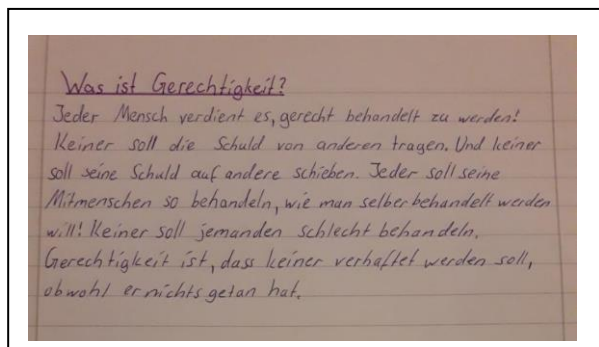 Was ist Gerechtigkeit?
Jeder Mensch verdient es, gerecht behandelt zu werden!
Keiner soll die Schuld von anderen tragen. Und keiner
soll seine Schuld auf andere schieben. Jeder soll seine
Mitmenschen so behandeln, wie man selber behandelt werden
will! Keiner soll jemanden schlecht behandeln.
Gerechtigkeit ist, dass keiner verhaftet werden soll,
obwohl er nichts getan hat.